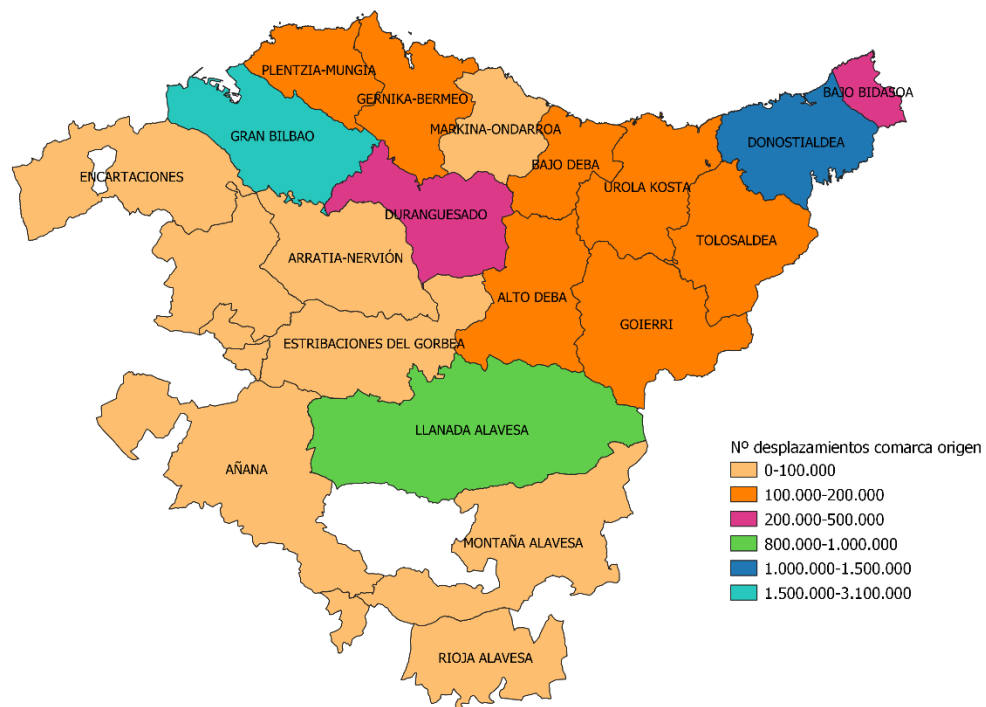 PLENTZIA-MUNGIA
BAJO BIDASOA
GERNIKA-BERMEO
MARKINA-ONDARROA
GRAN BILBAO
DONOSTIALDEA
BAJO DEBA
ENCARTACIONES
UROLA KOSTA
DURANGUESADO
TOLOSALDEA
ARRATIA-NERVIÓN
ALTO DEBA
GOIERRI
ESTRIBACIONES DEL GORBEA
LLANADA ALAVESA
AÑANA
MONTAÑA ALAVESA
RIOJA ALAVESA
Nº desplazamientos comarca origen
0-100.000
100.000-200.000
200.000-500.000
800.000-1.000.000
1.000.000-1.500.000
1.500.000-3.100.000